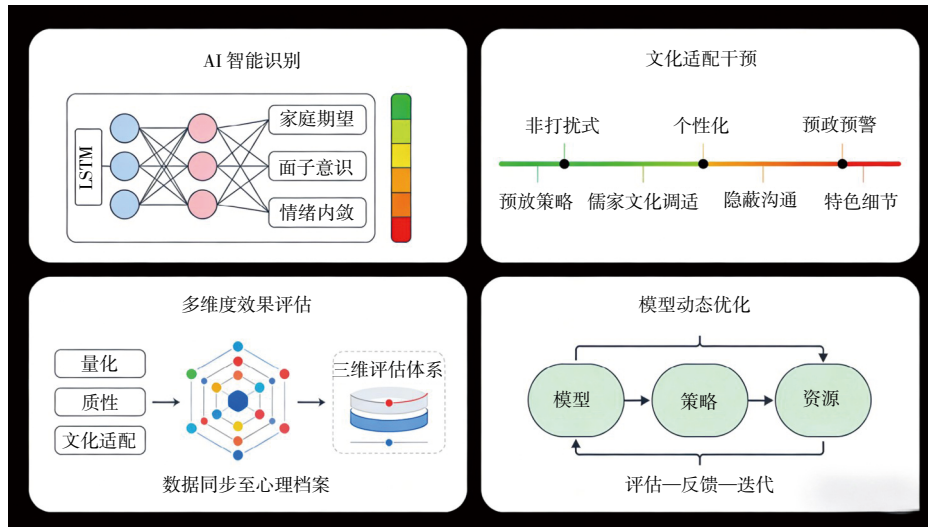 AI 智能识别
LSTM
家庭期望
面子意识
情绪内敛
文化适配干预
非打扰式
个性化
预政预警
预放策略
儒家文化调适
隐蔽沟通
特色细节
多维度效果评估
量化
质性
文化适配
三维评估体系
数据同步至心理档案
模型动态优化
模型
策略
资源
评估—反馈—迭代